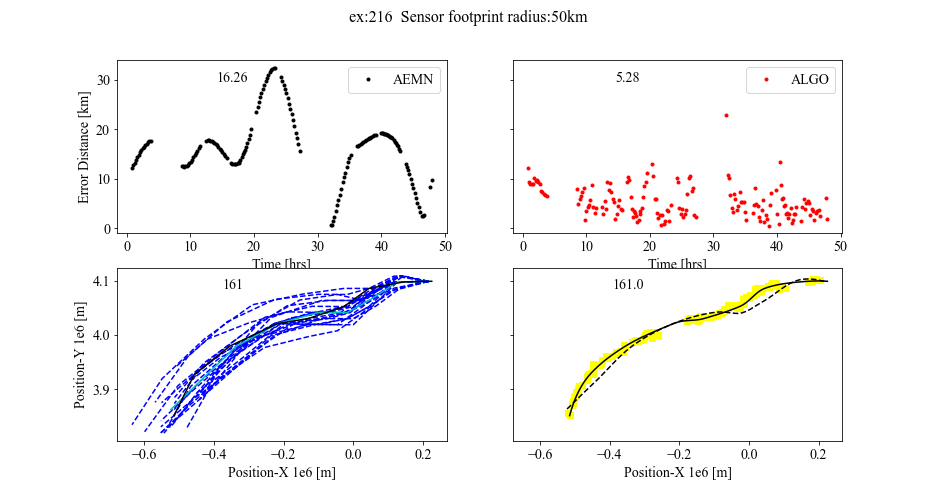 ex:216  Sensor footprint radius:50km
16.26
AEMN
30
20
10
0
Error Distance [km]
0 10 20 30 40 50
Time [hrs]
5.28
ALGO
0 10 20 30 40 50
Time [hrs]
161
4.1
4.0
3.9
Position-Y 1e6 [m]
−0.6 −0.4 −0.2 0.0 0.2
Position-X 1e6 [m]
161.0
−0.6 −0.4 −0.2 0.0 0.2
Position-X 1e6 [m]